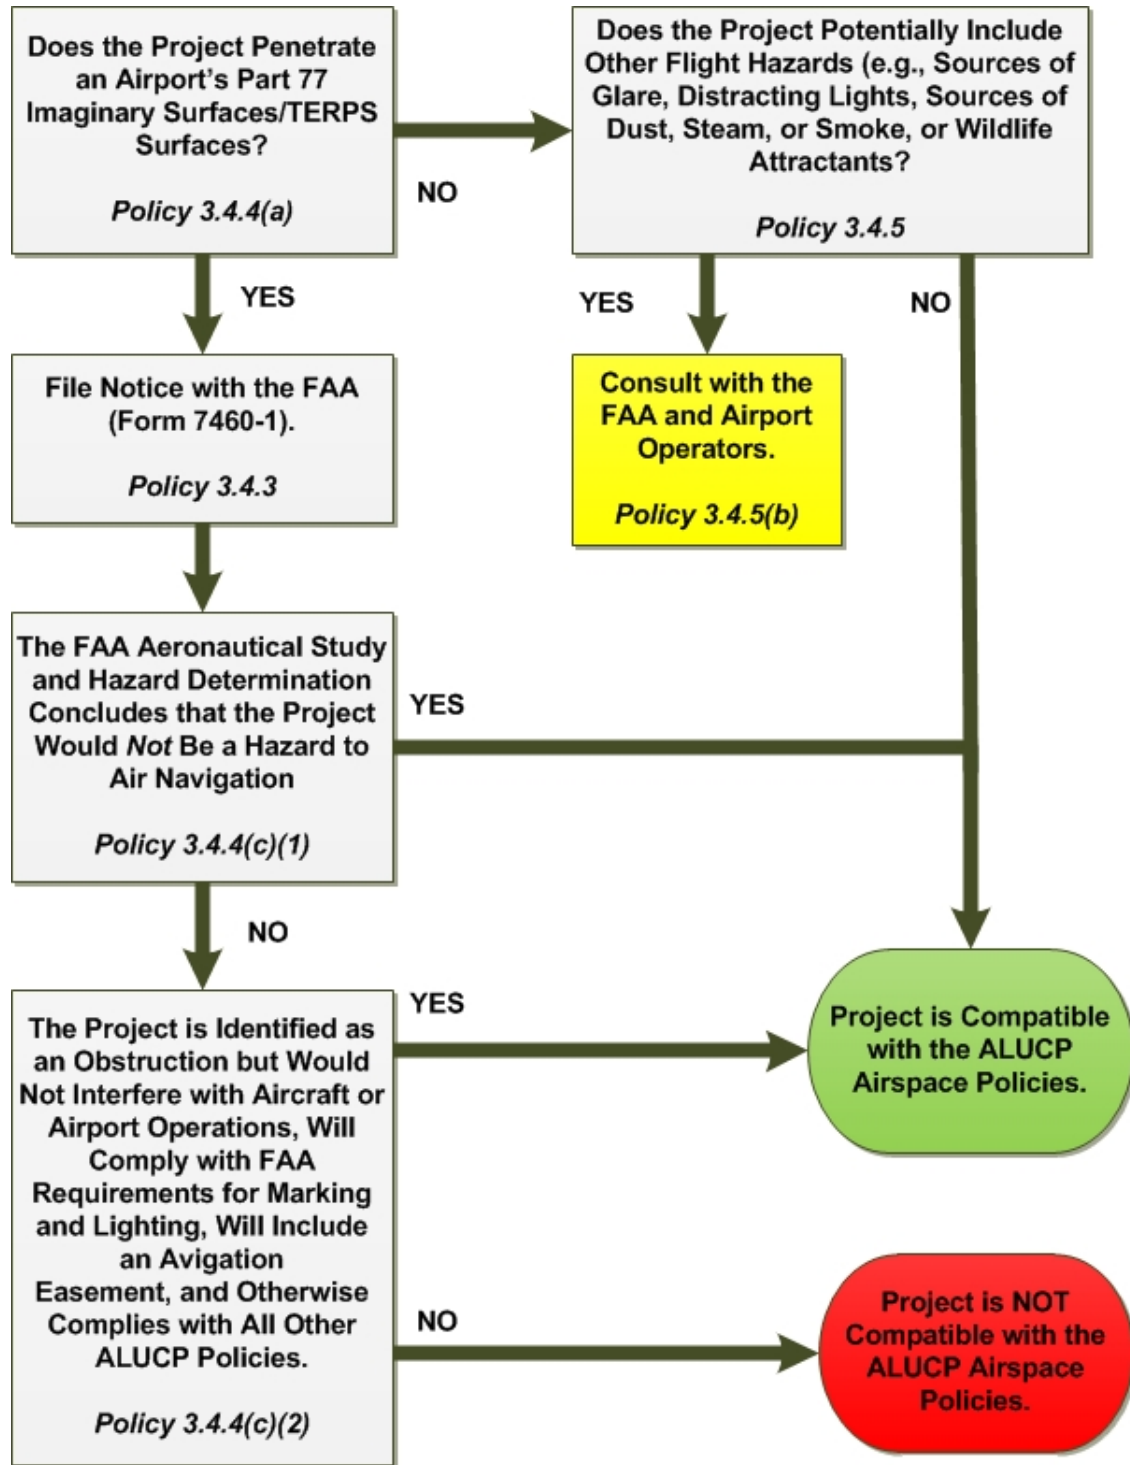 Does the Project Penetrate
an Airport's Part 77
Imaginary Surfaces/TERPS
Surfaces?
Policy 3.4.4(a)
NO
Does the Project Potentially Include
Other Flight Hazards (e.g., Sources of
Glare, Distracting Lights, Sources of
Dust, Steam, or Smoke, or Wildlife
Attractants?
Policy 3.4.5
YES
YES
NO
File Notice with the FAA
(Form 7460-1).
Policy 3.4.3
Consult with the
FAA and Airport
Operators.
Policy 3.4.5(b)
The FAA Aeronautical Study
and Hazard Determination
Concludes that the Project
Would Not Be a Hazard to
Air Navigation
Policy 3.4.4(c)(1)
YES
NO
The Project is Identified as
an Obstruction but Would
Not Interfere with Aircraft or
Airport Operations, Will
Comply with FAA
Requirements for Marking
and Lighting, Will Include
an Avigation
Easement, and Otherwise
Complies with All Other
ALUCP Policies.
Policy 3.4.4(c)(2)
YES
Project is Compatible
with the ALUCP
Airspace Policies.
NO
Project is NOT
Compatible with the
ALUCP Airspace
Policies.